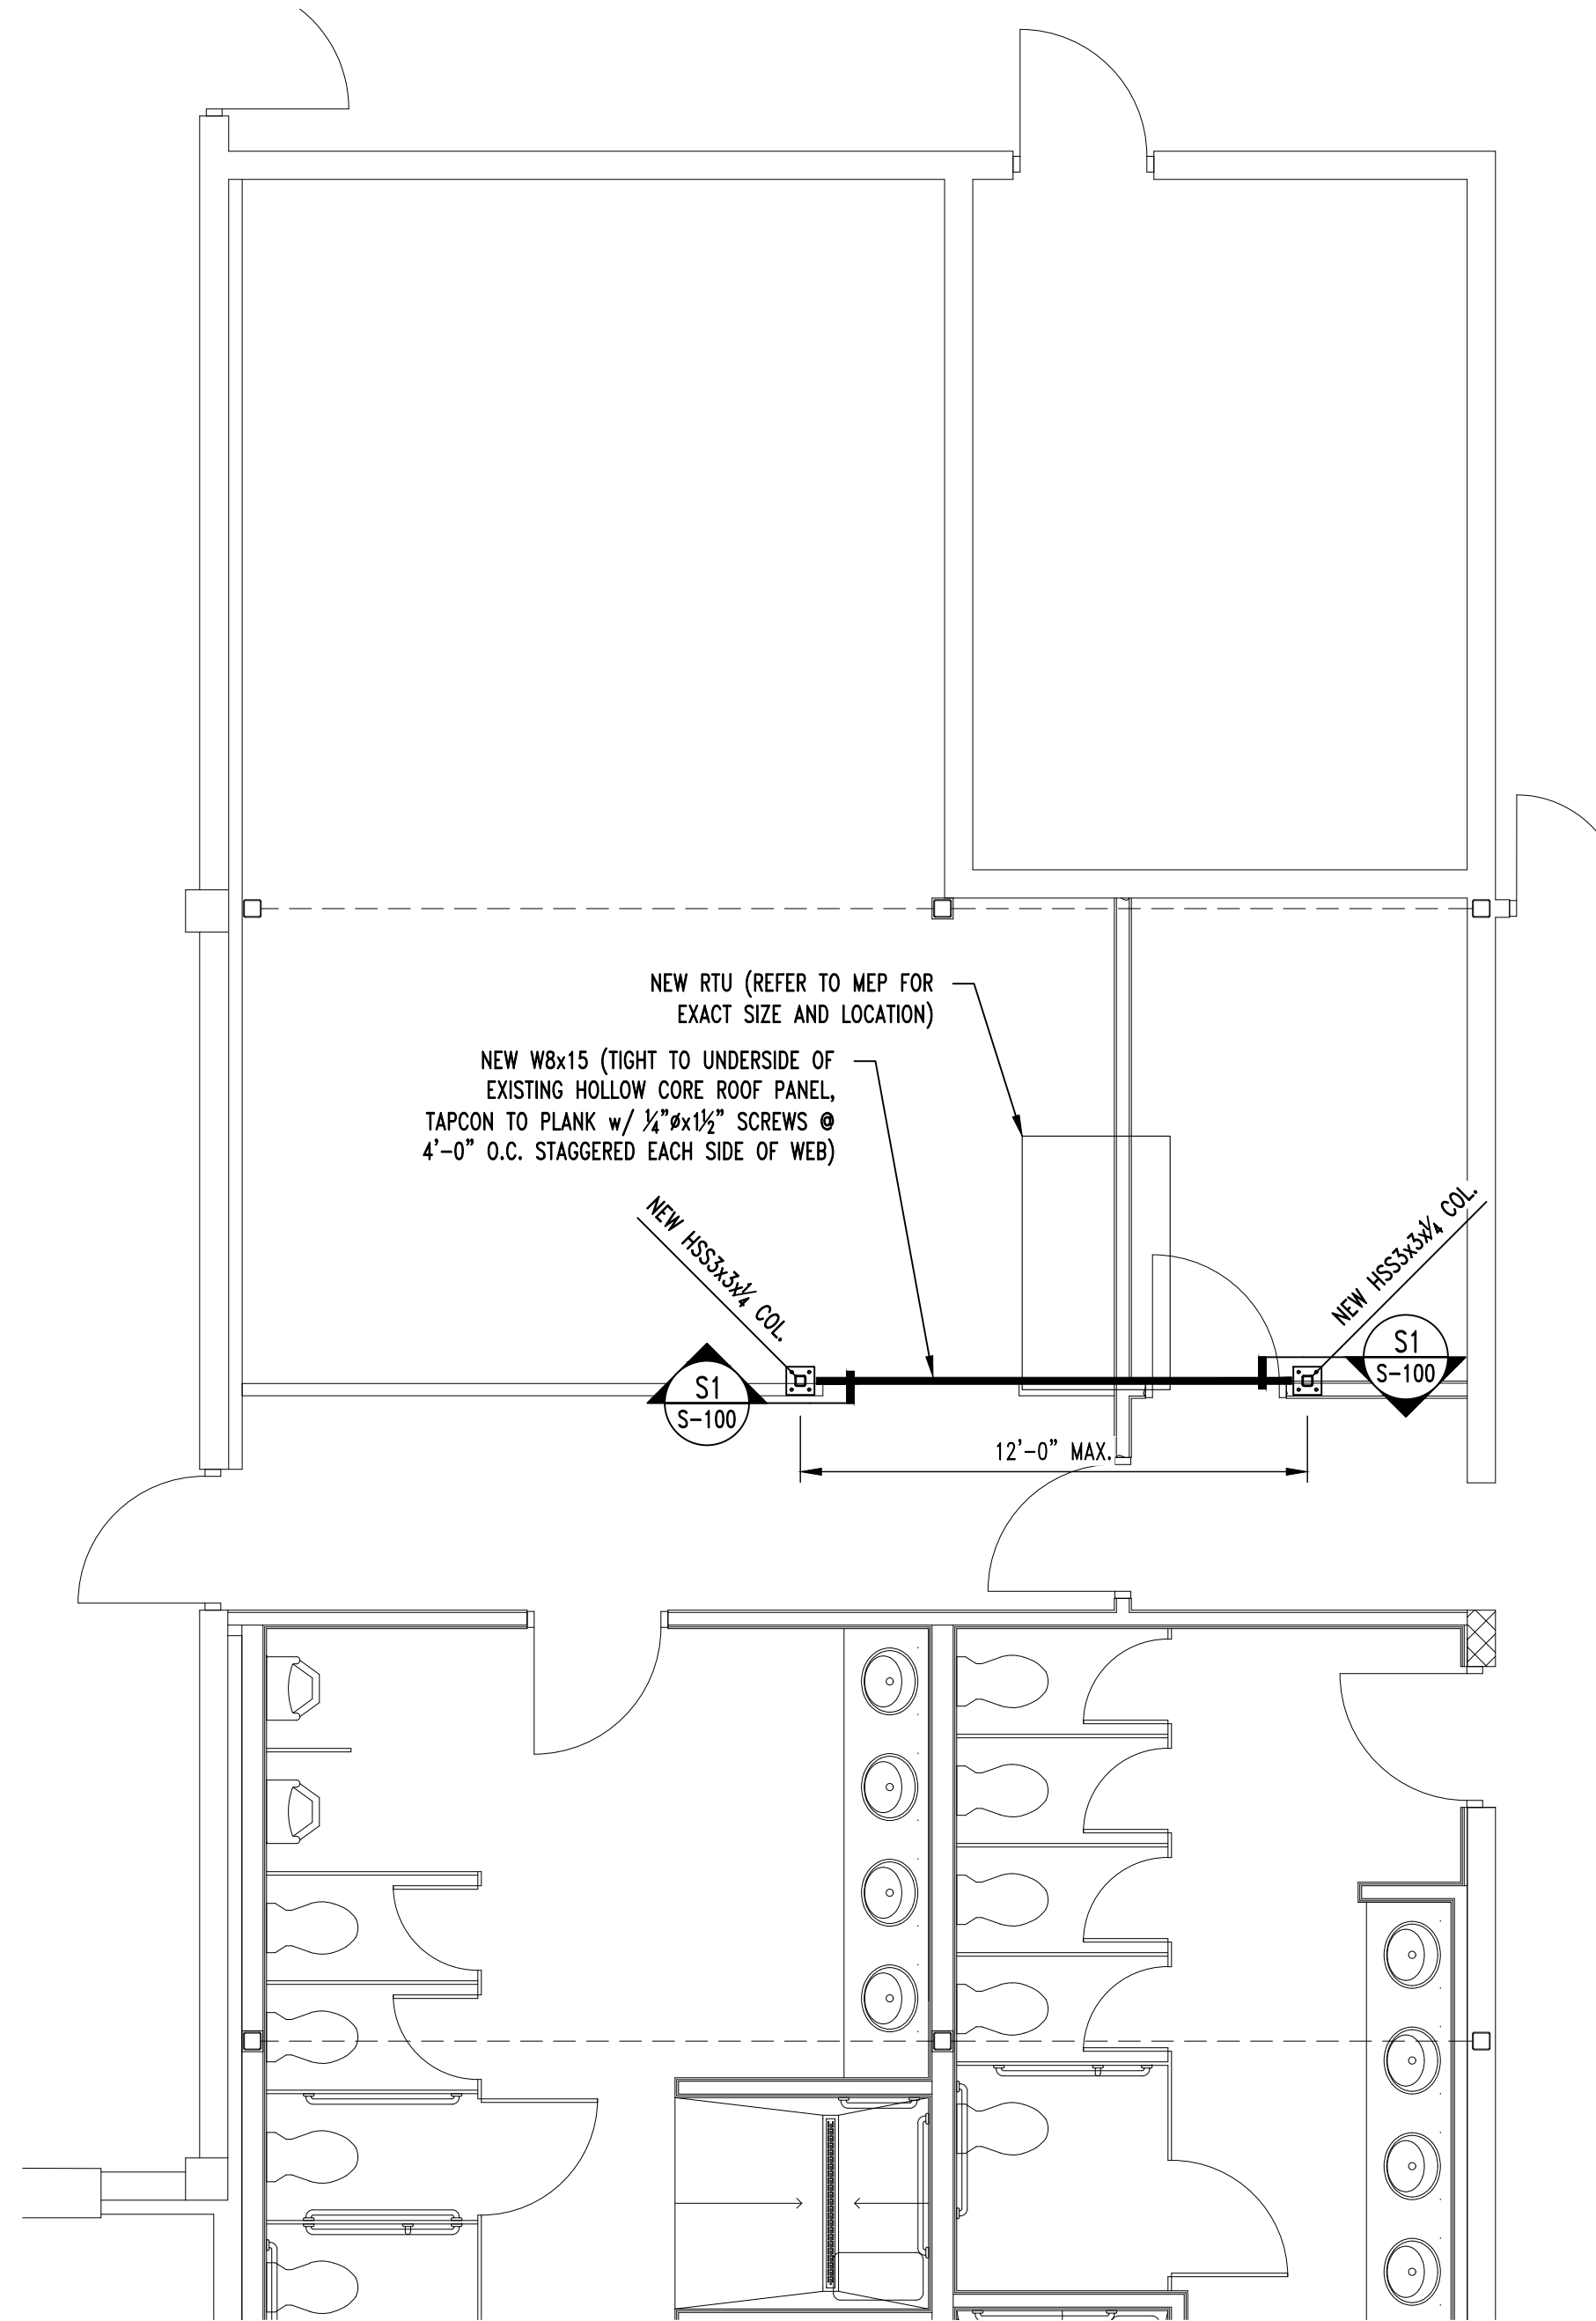 NEW RTU (REFER TO MEP FOR
EXACT SIZE AND LOCATION)
NEW W8x15 (TIGHT TO UNDERSIDE OF
EXISTING HOLLOW CORE ROOF PANEL,
TAPCON TO PLANK w/ ¼"øx1½" SCREWS @
4'-0" O.C. STAGGERED EACH SIDE OF WEB)
NEW HSS3x3x¼ COL.
NEW HSS3x3x¼ COL.
S1
S-100
S1
S-100
12'-0" MAX.